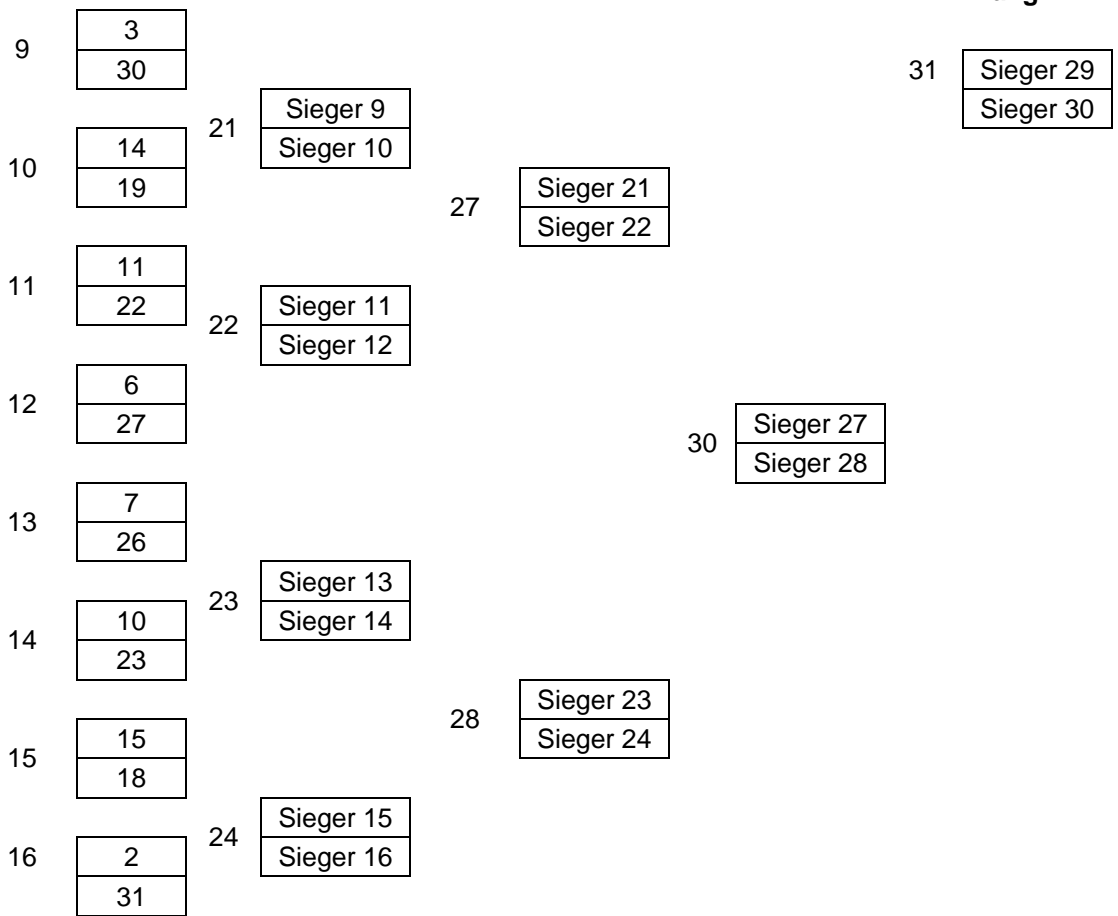 9
3
30
31
Sieger 29
Sieger 30
21
Sieger 9
Sieger 10
10
14
19
27
Sieger 21
Sieger 22
11
11
22
22
Sieger 11
Sieger 12
12
6
27
30
Sieger 27
Sieger 28
13
7
26
23
Sieger 13
Sieger 14
14
10
23
28
Sieger 23
Sieger 24
15
15
18
24
Sieger 15
Sieger 16
16
2
31